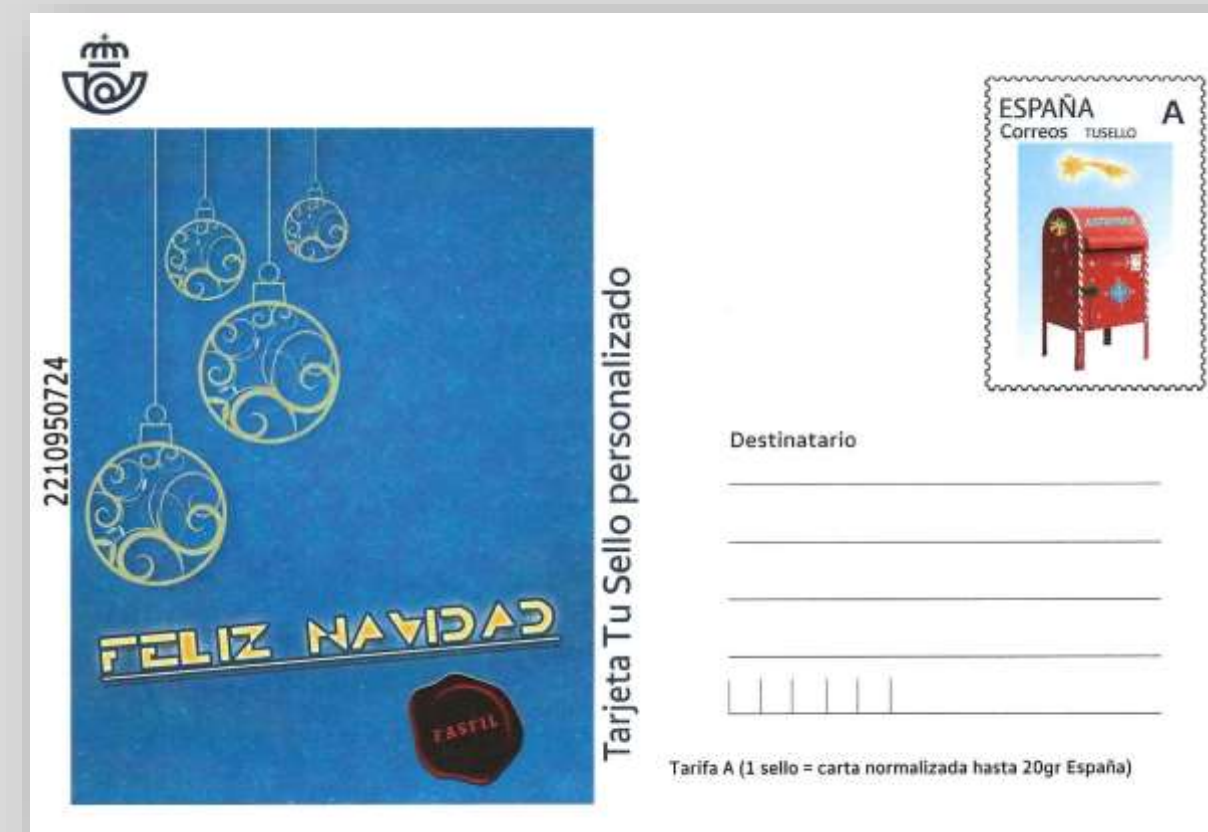 ESPAÑA A
Correos TUSELLO
2210950724
FELIZ NAVIDAD
FASFIL
Tarjeta Tu Sello personalizado
Destinatario
Tarifa A (1 sello = carta normalizada hasta 20gr España)